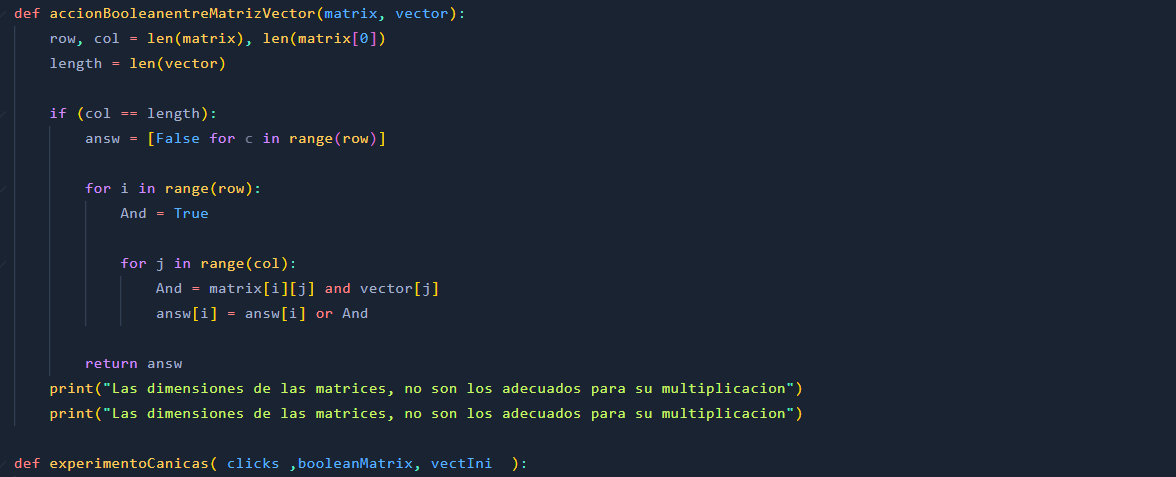 def accionBooleanentreMatrizVector(matrix, vector):
    row, col = len(matrix), len(matrix[0])
    length = len(vector)
    if (col == length):
        answ = [False for c in range(row)]
        for i in range(row):
            And = True
            for j in range(col):
                And = matrix[i][j] and vector[j]
                answ[i] = answ[i] or And
        return answ
    print("Las dimensiones de las matrices, no son los adecuados para su multiplicacion")
    print("Las dimensiones de las matrices, no son los adecuados para su multiplicacion")
def experimentoCanicas( clicks ,booleanMatrix, vectIni  ):